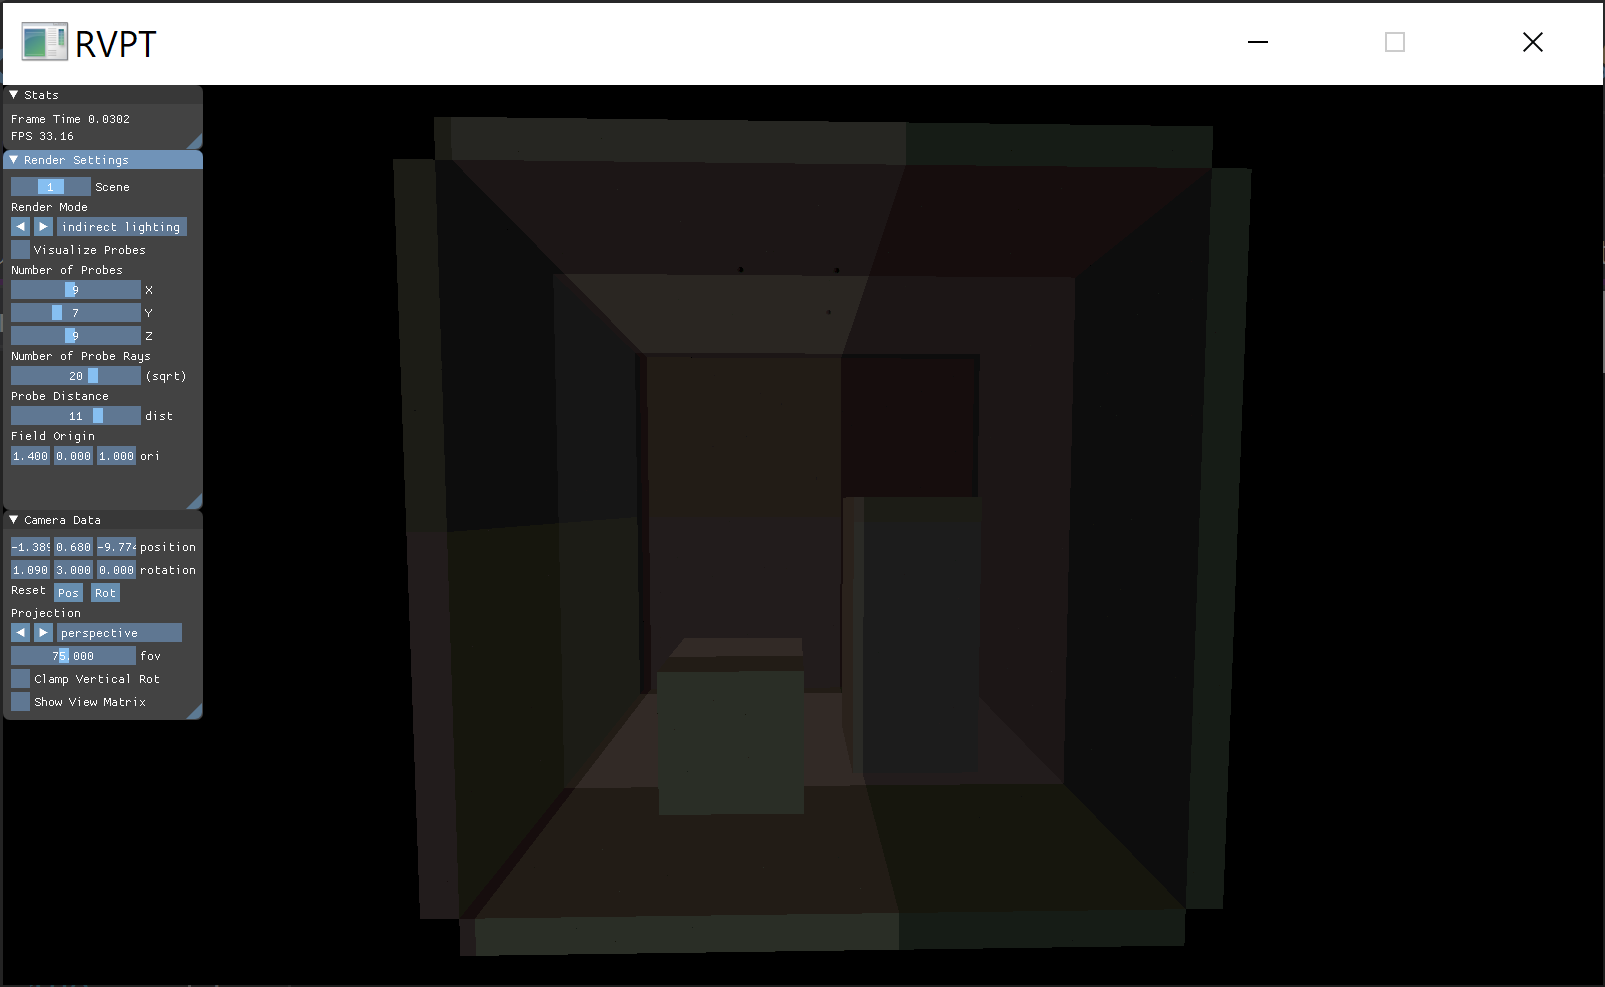 RVPT
Stats
Frame Time 0.0302
FPS 33.16
Render Settings
1 Scene
Render Mode
indirect lighting
Visualize Probes
Number of Probes
9 X
7 Y
9 Z
Number of Probe Rays
20 (sqrt)
Probe Distance
11 dist
Field Origin
1.400 0.000 1.000 ori
Camera Data
-1.389 0.680 -9.774 position
1.090 3.000 0.000 rotation
Reset Pos Rot
Projection
perspective
75.000 fov
Clamp Vertical Rot
Show View Matrix